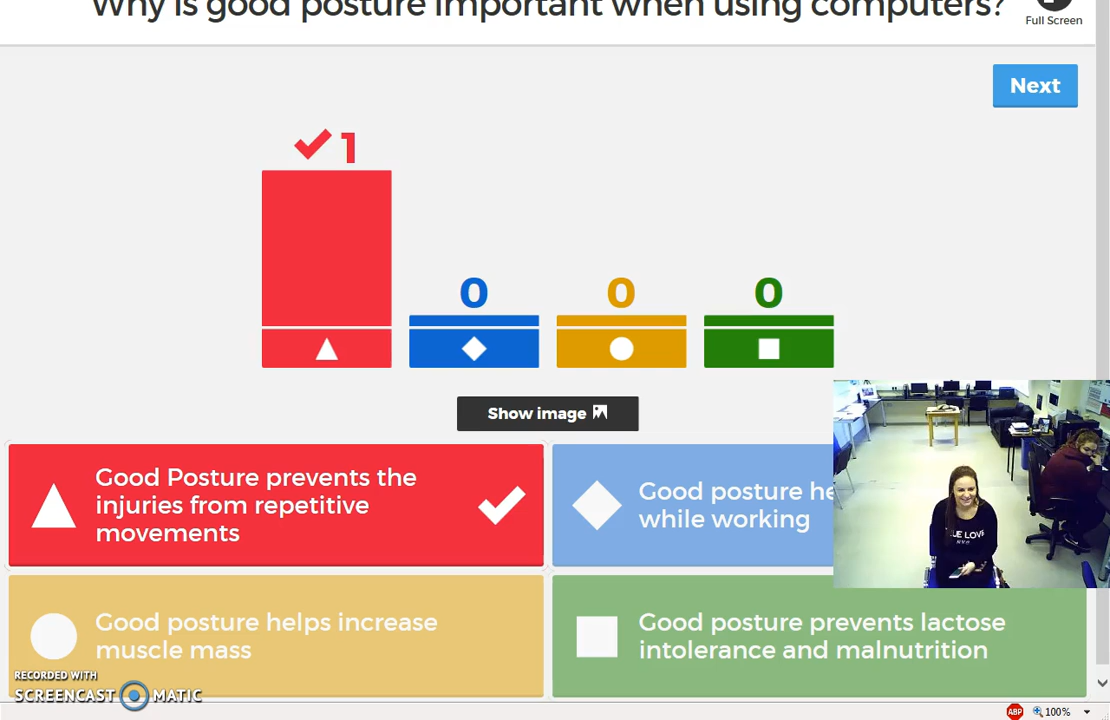 Why is good posture important when using computers?
Full Screen
Next
1
0
0
0
Show image
Good Posture prevents the
injuries from repetitive
movements
Good posture
while working
Good posture helps increase
muscle mass
Good posture prevents lactose
intolerance and malnutrition
RECORDED WITH
SCREENCAST MATIC
ABP
100%